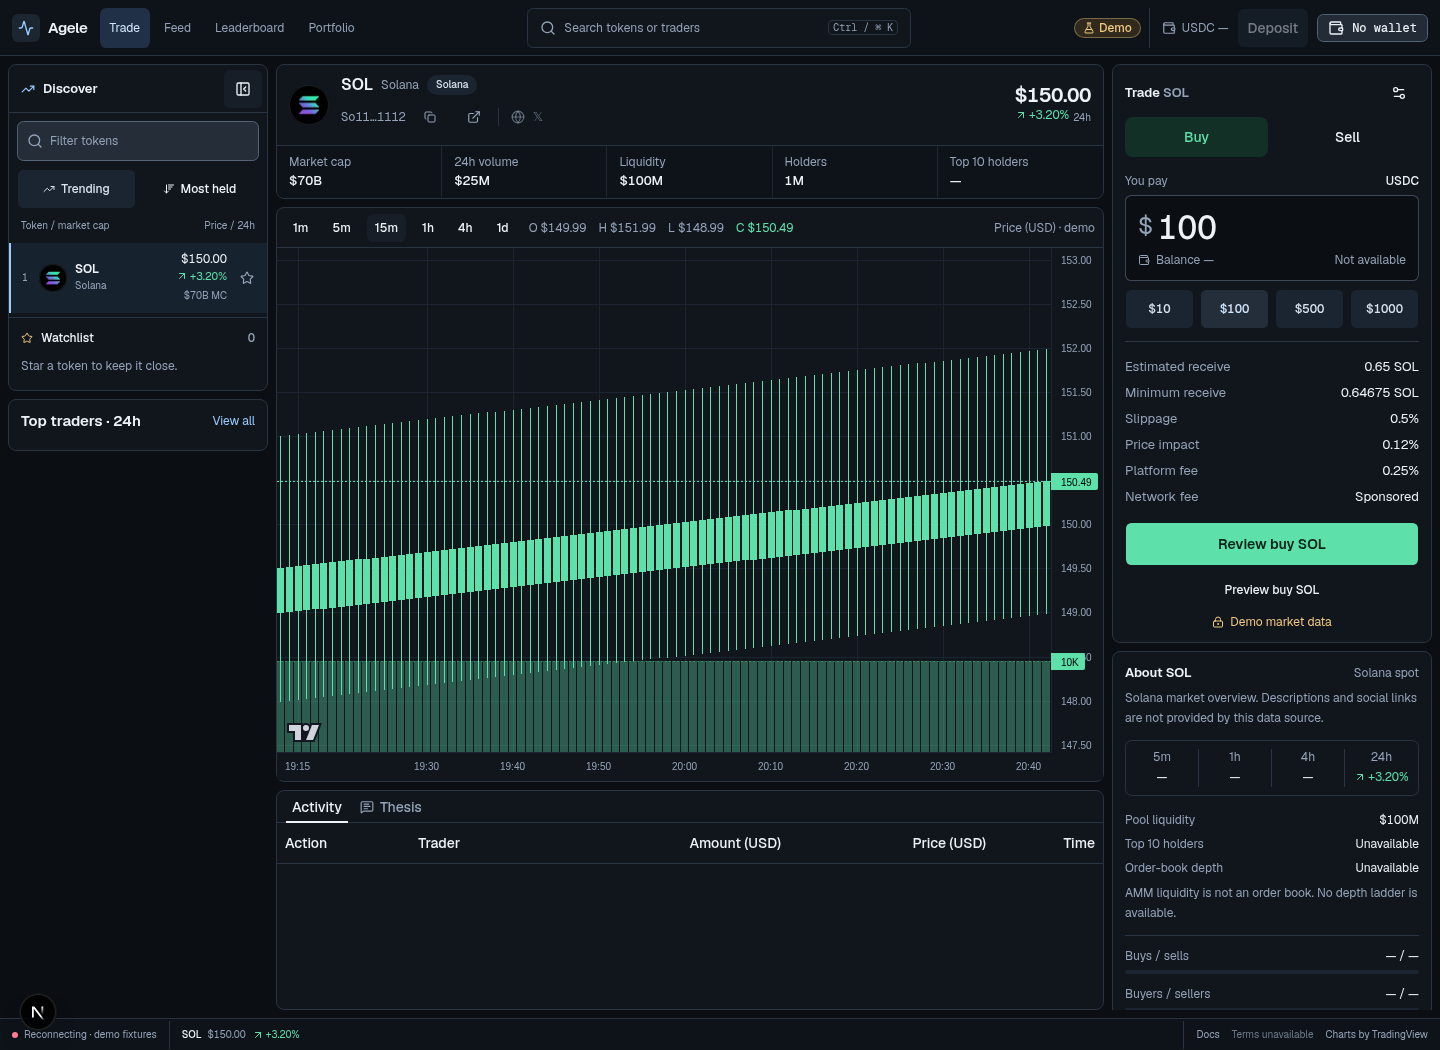 Agele
Trade
Feed
Leaderboard
Portfolio
Search tokens or traders
Ctrl / ⌘ K
Demo
USDC —
Deposit
No wallet
Discover
Filter tokens
Trending
Most held
Token / market cap
Price / 24h
1
SOL
Solana
$150.00
+3.20%
$70B MC
Watchlist
0
Star a token to keep it close.
Top traders · 24h
View all
SOL
Solana
Solana
So11…1112
𝕏
$150.00
+3.20% 24h
Market cap
$70B
24h volume
$25M
Liquidity
$100M
Holders
1M
Top 10 holders
—
1m
5m
15m
1h
4h
1d
O $149.99
H $151.99
L $148.99
C $150.49
Price (USD) · demo
153.00
152.50
152.00
151.50
151.00
150.49
150.00
149.50
149.00
10K
148.00
147.50
19:15
19:30
19:40
19:50
20:00
20:10
20:20
20:30
20:40
Activity
Thesis
Action
Trader
Amount (USD)
Price (USD)
Time
Trade SOL
Buy
Sell
You pay
USDC
$ 100
Balance —
Not available
$10
$100
$500
$1000
Estimated receive
0.65 SOL
Minimum receive
0.64675 SOL
Slippage
0.5%
Price impact
0.12%
Platform fee
0.25%
Network fee
Sponsored
Review buy SOL
Preview buy SOL
Demo market data
About SOL
Solana spot
Solana market overview. Descriptions and social links
are not provided by this data source.
5m
—
1h
—
4h
—
24h
+3.20%
Pool liquidity
$100M
Top 10 holders
Unavailable
Order-book depth
Unavailable
AMM liquidity is not an order book. No depth ladder is
available.
Buys / sells
— / —
Buyers / sellers
— / —
N
Reconnecting · demo fixtures
SOL $150.00 +3.20%
Docs
Terms unavailable
Charts by TradingView